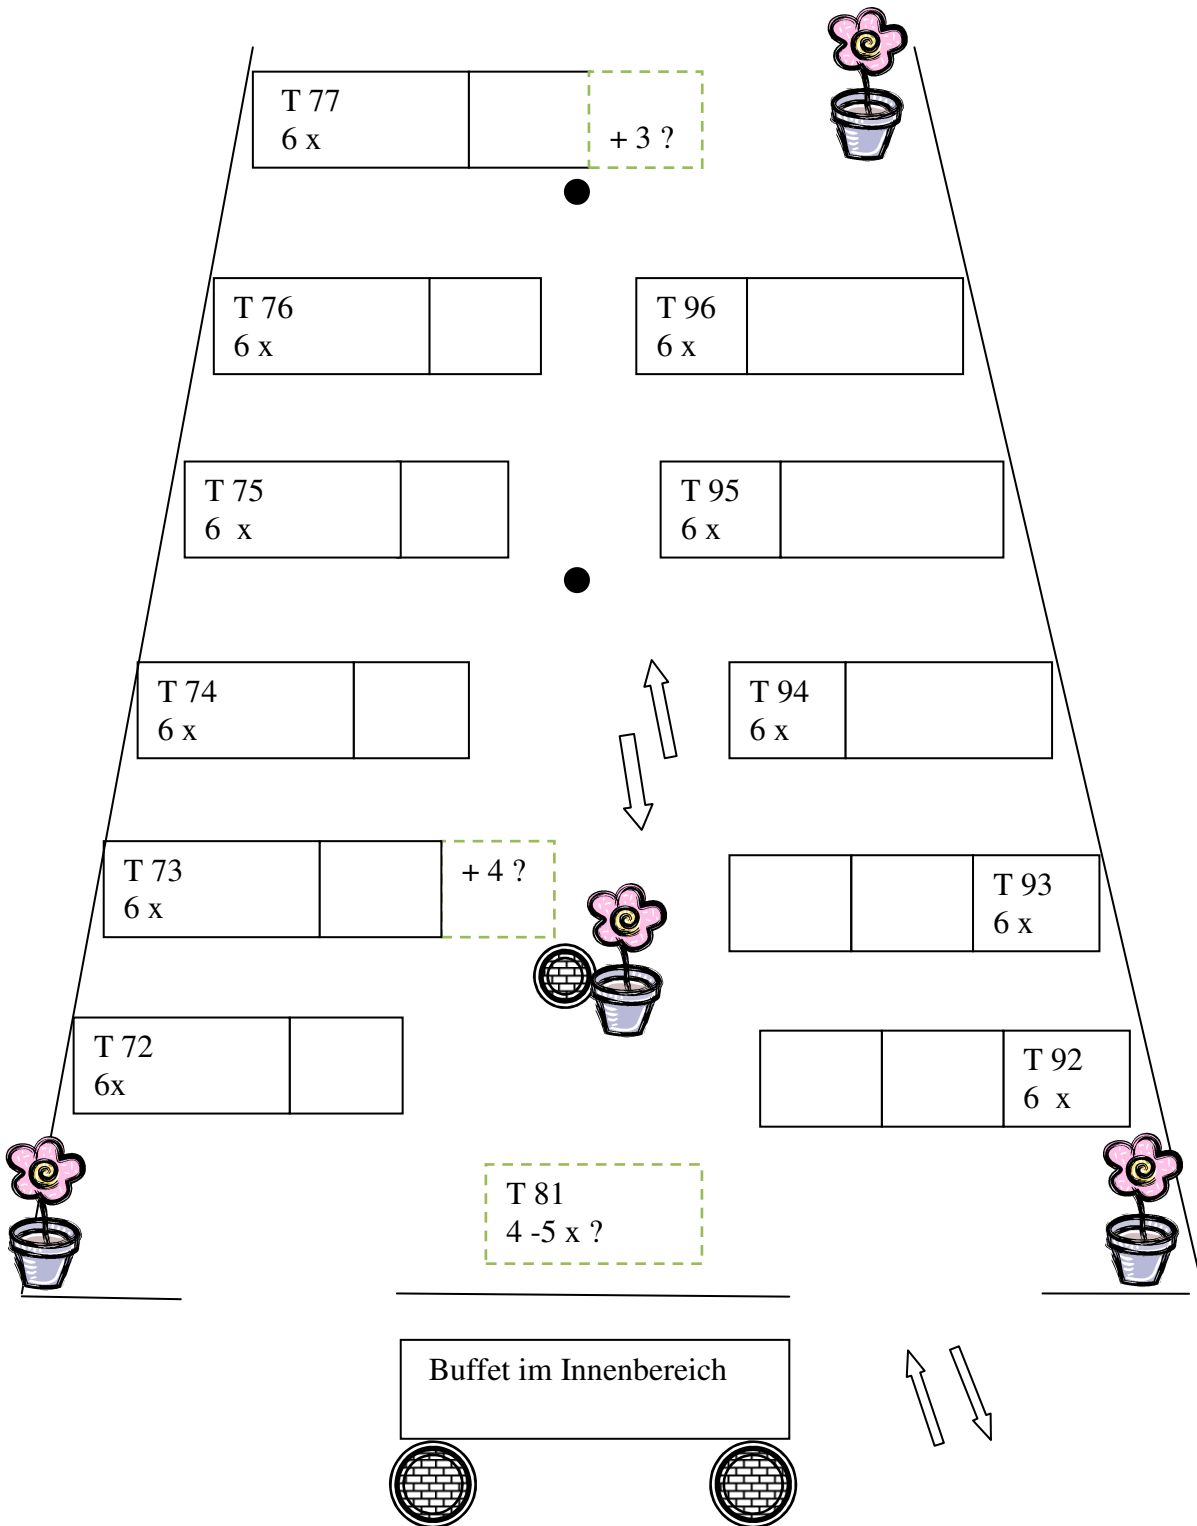 T 77
6 x
+ 3 ?
T 76
6 x
T 96
6 x
T 75
6  x
T 95
6 x
T 74
6 x
T 94
6 x
T 73
6 x
+ 4 ?
T 93
6 x
T 72
6x
T 92
6  x
T 81
4 -5 x ?
Buffet im Innenbereich